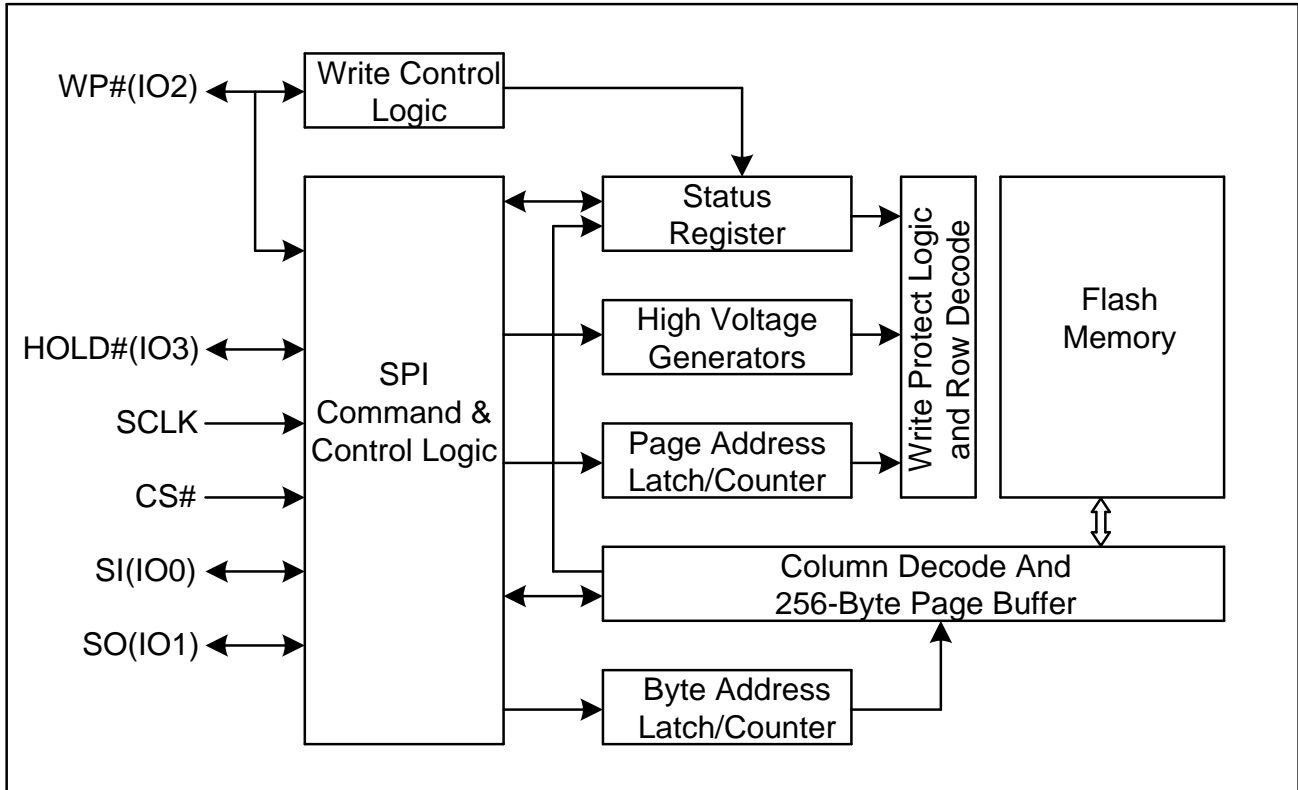 WP#(IO2)
Write Control
Logic
Status
Register
High Voltage
Generators
Page Address
Latch/Counter
Write Protect Logic
and Row Decode
Flash
Memory
HOLD#(IO3)
SCLK
CS#
SI(IO0)
SO(IO1)
SPI
Command &
Control Logic
Column Decode And
256-Byte Page Buffer
Byte Address
Latch/Counter